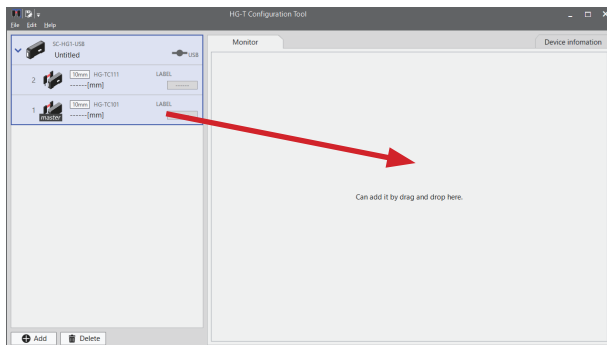 HG-T Configuration Tool
File Edit Help
SC-HG1-USB
Untitled
USB
2
10mm HG-TC111
LABEL
------[mm]
------
1
master
10mm HG-TC101
LABEL
------[mm]
Monitor
Device infomation
Can add it by drag and drop here.
Add
Delete